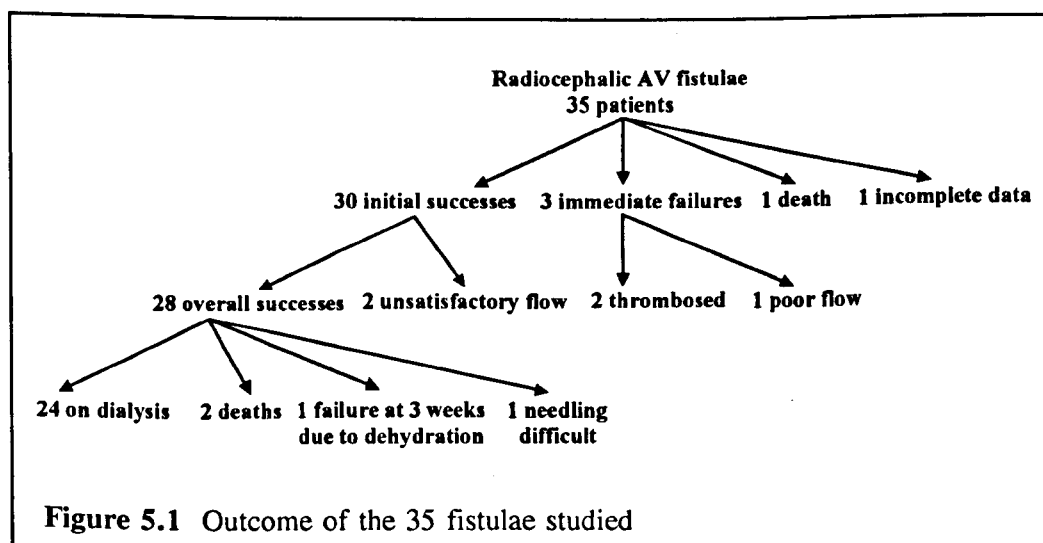 Radiocephalic AV fistulae
35 patients
30 initial successes 3 immediate failures 1 death 1 incomplete data
28 overall successes 2 unsatisfactory flow 2 thrombosed 1 poor flow
24 on dialysis 2 deaths 1 failure at 3 weeks 1 needling
due to dehydration difficult
Figure 5.1 Outcome of the 35 fistulae studied